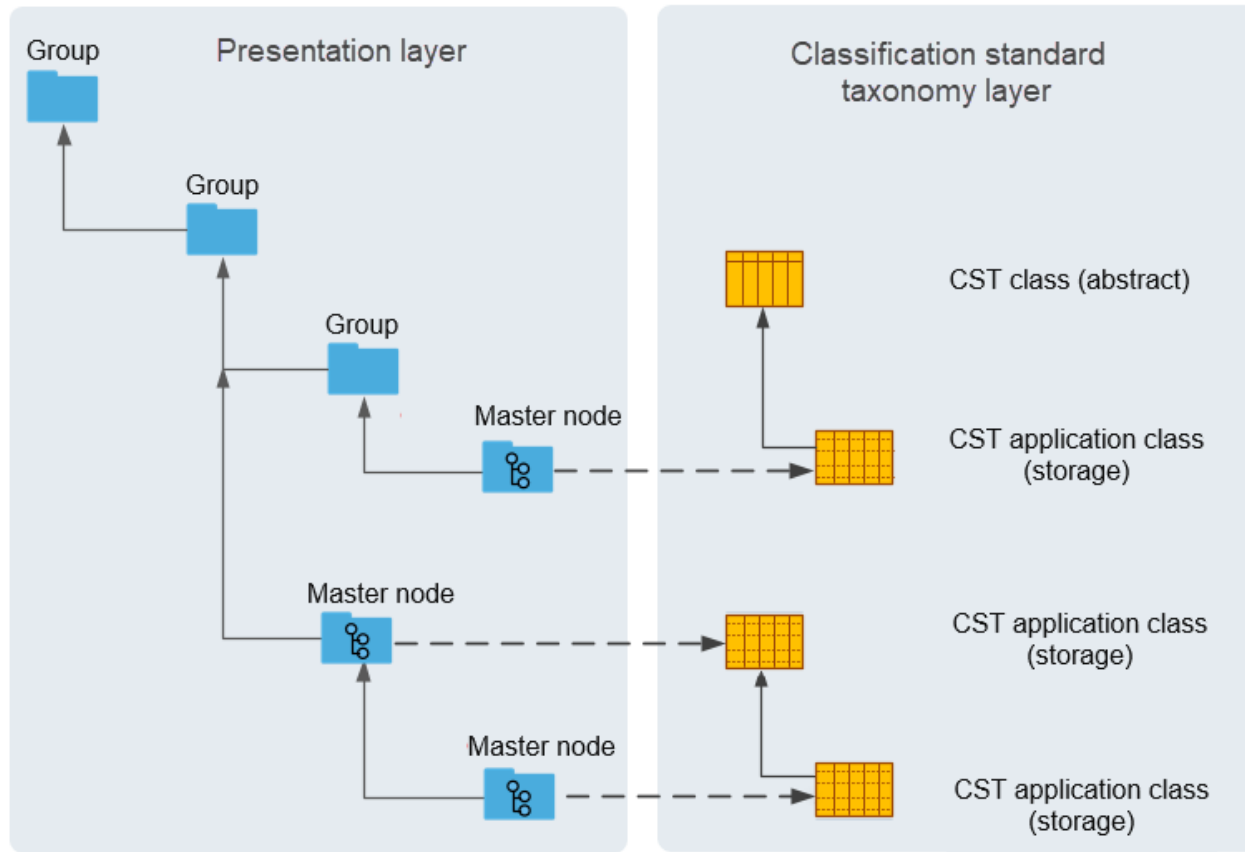 Group
Presentation layer
Classification standard
taxonomy layer
Group
CST class (abstract)
Group
Master node
CST application class
(storage)
Master node
CST application class
(storage)
Master node
CST application class
(storage)